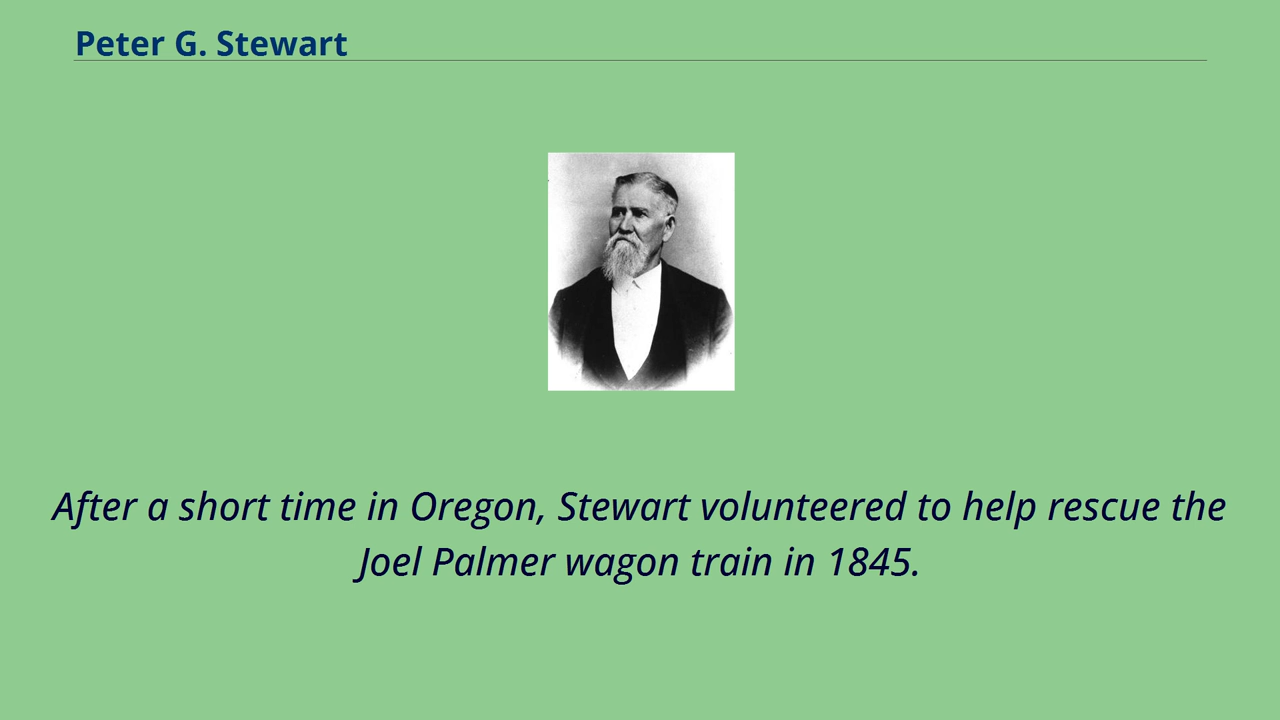 Peter G. Stewart
After a short time in Oregon, Stewart volunteered to help rescue the
Joel Palmer wagon train in 1845.